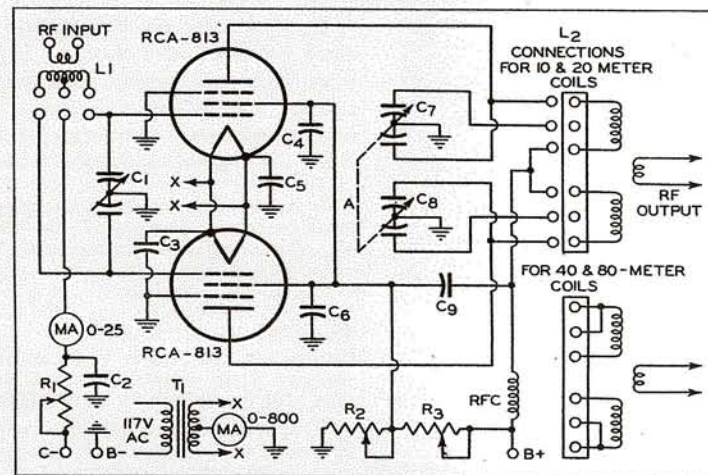 RF INPUT
L1
RCA-813
C4
C5
C1
X
X
C3
C6
RCA-813
MA 0-25
R1
C2
C-
B-
117V
AC
T1
X
MA 0-800
X
C7
A
C8
C9
R2
R3
RFC
B+
L2
CONNECTIONS
FOR 10 & 20 METER
COILS
RF
OUTPUT
FOR 40 & 80-METER
COILS